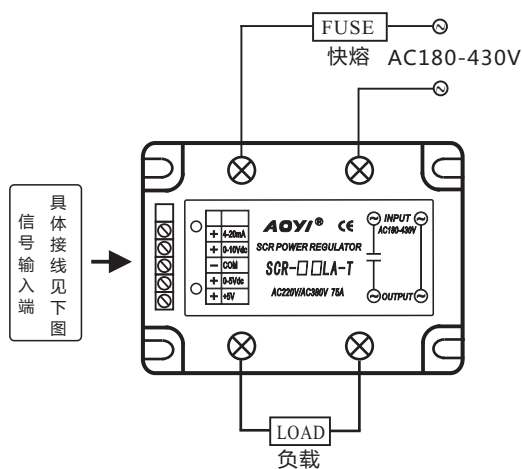 FUSE
快熔 AC180-430V
具体接线见下图
信号输入端
AOYI® CE
INPUT
AC180-430V
+ 4-20mA
+ 0-10Vdc
- COM
+ 0-5Vdc
+ +5V
SCR POWER REGULATOR
SCR-□□LA-T
AC220V/AC380V 75A
OUTPUT
LOAD
负载